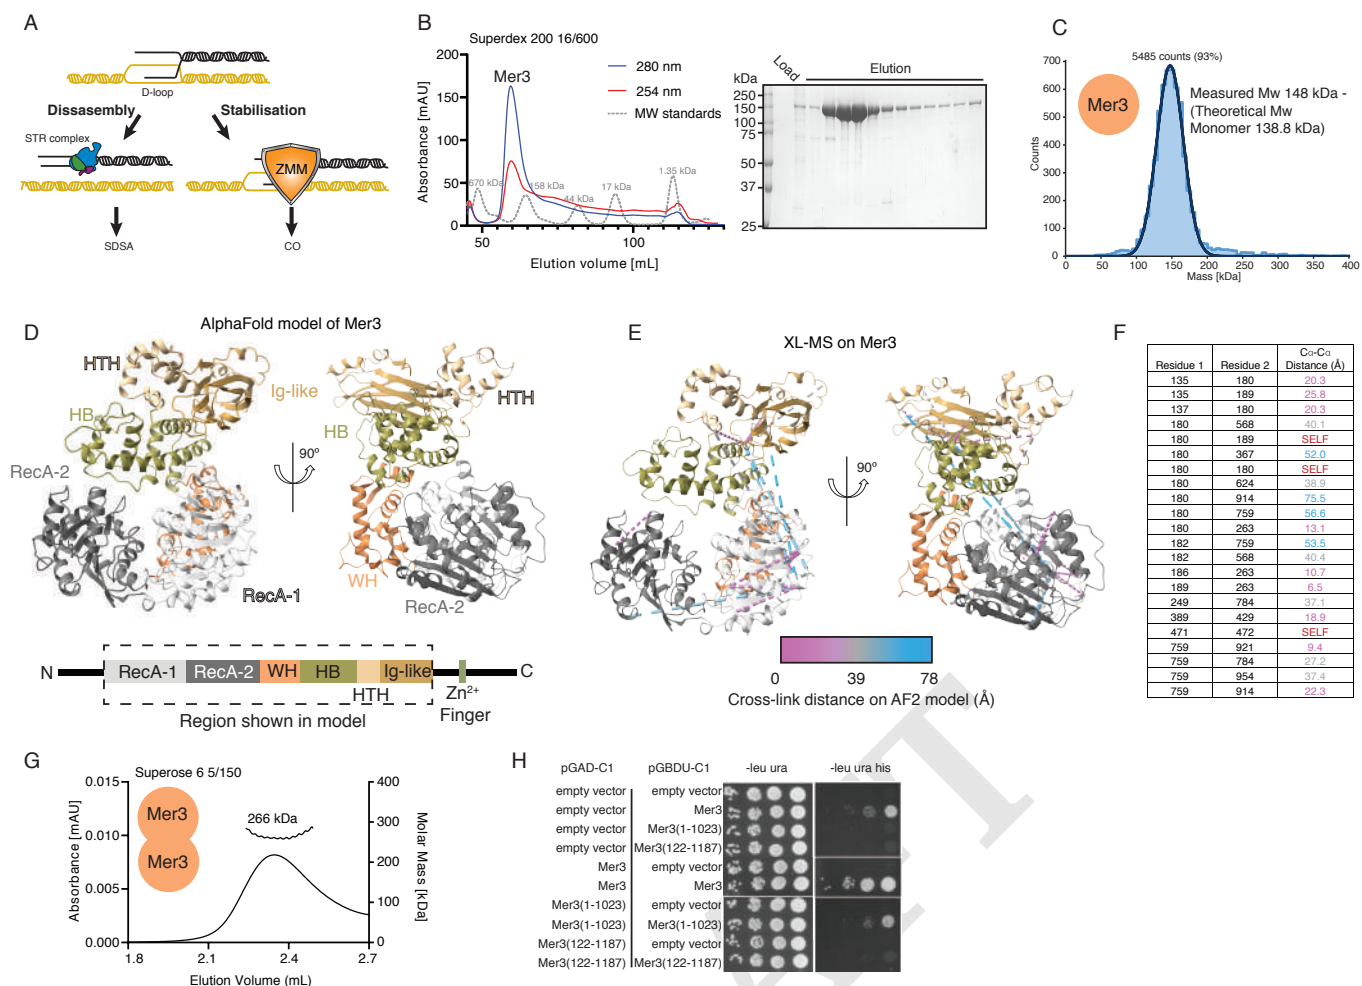 A
D-loop
Dissasembly
Stabilisation
STR complex
ZMM
SDSA
CO
B
Superdex 200 16/600
Absorbance [mAU]
200
150
100
50
0
Mer3
280 nm
254 nm
MW standards
670 kDa
158 kDa
44 kDa
17 kDa
1.35 kDa
50
100
Elution volume [mL]
Load
Elution
kDa
250
150
100
75
50
37
25
C
5485 counts (93%)
Mer3
Measured Mw 148 kDa -
(Theoretical Mw
Monomer 138.8 kDa)
Counts
700
600
500
400
300
200
100
0
0 50 100 150 200 250 300 350 400
Mass [kDa]
D
AlphaFold model of Mer3
HTH
Ig-like
HTH
HB
HB
RecA-2
90º
WH
RecA-1
RecA-2
N
RecA-1
RecA-2
WH
HB
Ig-like
C
HTH
Zn2+
Finger
Region shown in model
E
XL-MS on Mer3
90º
0 39 78
Cross-link distance on AF2 model (Å)
F
Residue 1 Residue 2 Cα-Cα Distance (Å)
135 180 20.3
135 189 25.8
137 180 20.3
180 568 40.1
180 189 SELF
180 367 52.0
180 180 SELF
180 624 38.9
180 914 75.5
180 759 56.6
180 263 13.1
182 759 53.5
182 568 40.4
186 263 10.7
189 263 6.5
249 784 37.1
389 429 18.9
471 472 SELF
759 921 9.4
759 784 27.2
759 954 37.4
759 914 22.3
G
Superose 6 5/150
Mer3
Mer3
266 kDa
Absorbance [mAU]
0.015
0.010
0.005
0.000
400
300
200
100
0
Molar Mass [kDa]
1.8 2.1 2.4 2.7
Elution Volume (mL)
H
pGAD-C1 pGBDU-C1 -leu ura -leu ura his
empty vector empty vector
empty vector Mer3
empty vector Mer3(1-1023)
empty vector Mer3(122-1187)
Mer3 empty vector
Mer3 Mer3
Mer3(1-1023) empty vector
Mer3(1-1023) Mer3(1-1023)
Mer3(122-1187) empty vector
Mer3(122-1187) Mer3(122-1187)